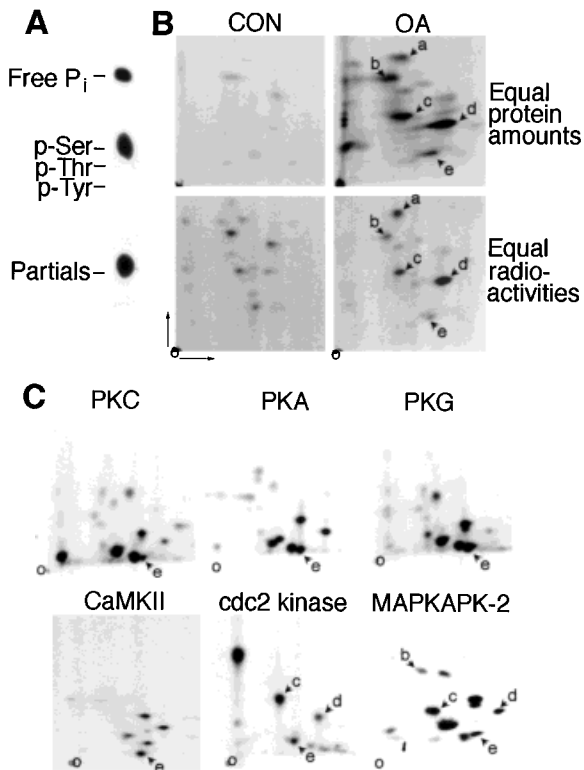 A
Free Pi
p-Ser
p-Thr
p-Tyr
Partials
B
CON OA
a
b
c
d
e
Equal
protein
amounts
a
b
c
d
e
Equal
radio-
activities
o o
C
PKC PKA PKG
e e
o o o
CaMKII cdc2 kinase MAPKAPK-2
b
c d c d
e e e
o o o